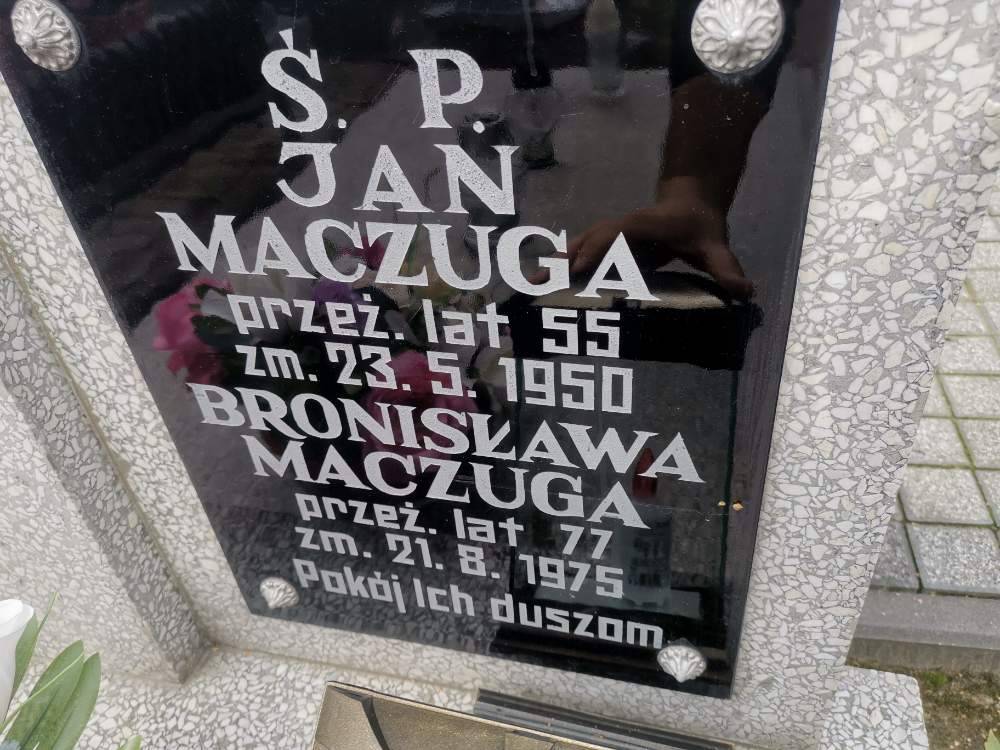 Ś. P.
JAN
MACZUGA
przeż. lat 55
zm. 23. 5. 1950
BRONISŁAWA
MACZUGA
przeż. lat 77
zm. 21. 8. 1975
Pokój Ich duszom